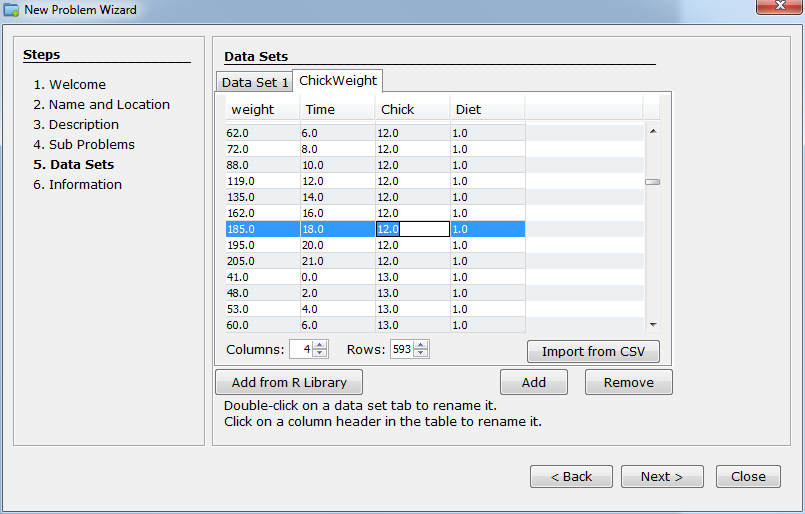 New Problem Wizard
Steps
1. Welcome
2. Name and Location
3. Description
4. Sub Problems
5. Data Sets
6. Information
Data Sets
Data Set 1 ChickWeight
weight Time Chick Diet
62.0 6.0 12.0 1.0
72.0 8.0 12.0 1.0
88.0 10.0 12.0 1.0
119.0 12.0 12.0 1.0
135.0 14.0 12.0 1.0
162.0 16.0 12.0 1.0
185.0 18.0 12.0 1.0
195.0 20.0 12.0 1.0
205.0 21.0 12.0 1.0
41.0 0.0 13.0 1.0
48.0 2.0 13.0 1.0
53.0 4.0 13.0 1.0
60.0 6.0 13.0 1.0
Columns: 4 Rows: 593 Import from CSV
Add from R Library Add Remove
Double-click on a data set tab to rename it.
Click on a column header in the table to rename it.
< Back Next > Close